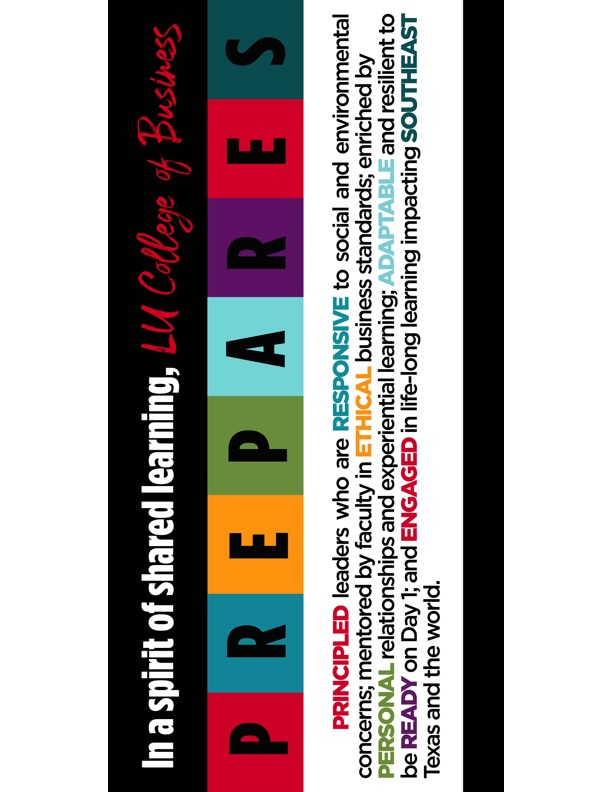 In a spirit of shared learning, LU College of Business
PREPARES
PRINCIPLED leaders who are RESPONSIVE to social and environmental
concerns; mentored by faculty in ETHICAL business standards; enriched by
PERSONAL relationships and experiential learning; ADAPTABLE and resilient to
be READY on Day 1; and ENGAGED in life-long learning impacting SOUTHEAST
Texas and the world.